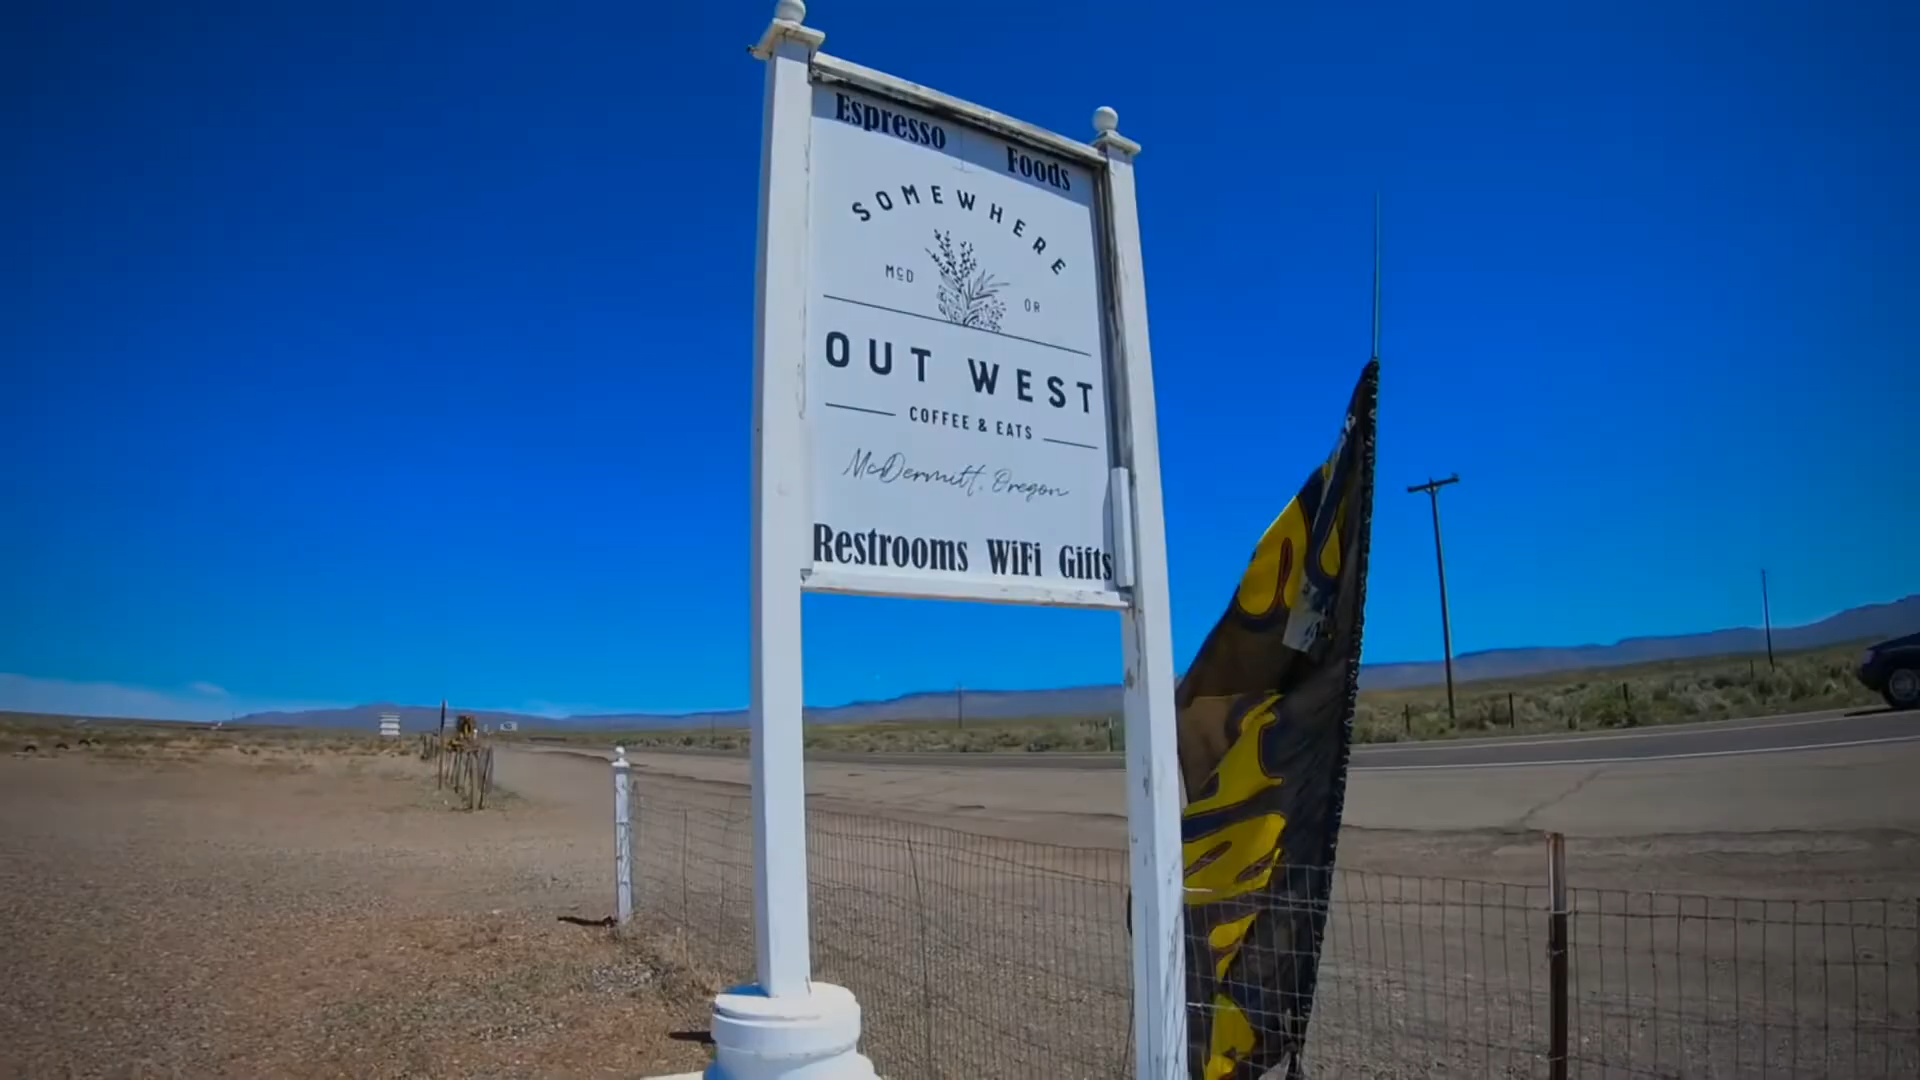 Espresso Foods
SOMEWHERE
McD OR
OUT WEST
COFFEE & EATS
McDermitt, Oregon
Restrooms WiFi Gifts